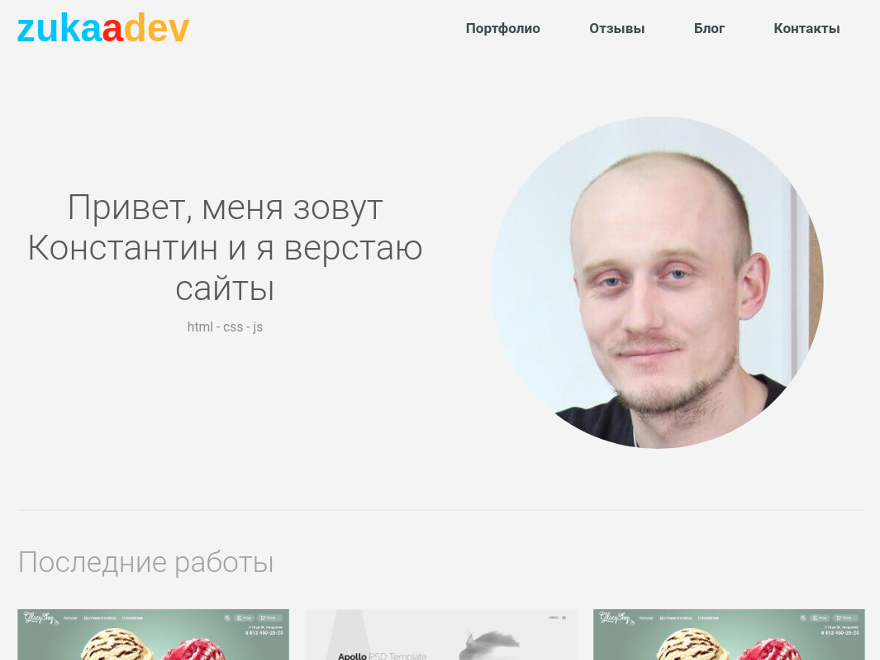 zukaadev
Портфолио Отзывы Блог Контакты
Привет, меня зовут
Константин и я верстаю
сайты
html - css - js
Последние работы
Apollo PSD Template